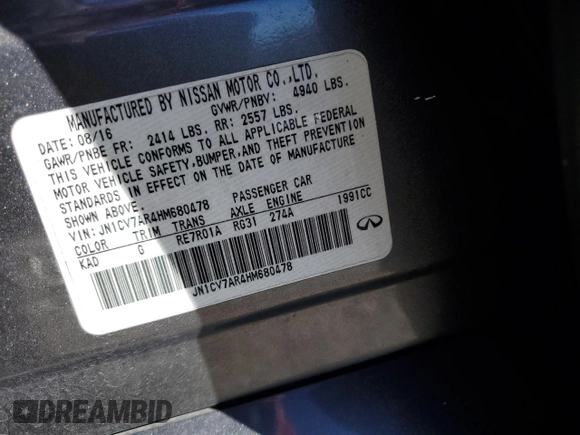 MANUFACTURED BY NISSAN MOTOR CO.,LTD.
DATE: 08/16 GVWR/PNBV: 4940 LBS.
GAWR/PNBE FR: 2414 LBS. RR: 2557 LBS.
THIS VEHICLE CONFORMS TO ALL APPLICABLE FEDERAL
MOTOR VEHICLE SAFETY,BUMPER,AND THEFT PREVENTION
STANDARDS IN EFFECT ON THE DATE OF MANUFACTURE
SHOWN ABOVE.
VIN: JN1CV7AR4HM680478 PASSENGER CAR
COLOR TRIM TRANS AXLE ENGINE 1991CC
KAD G RE7R01A RG31 274A
JN1CV7AR4HM680478
DREAMBID